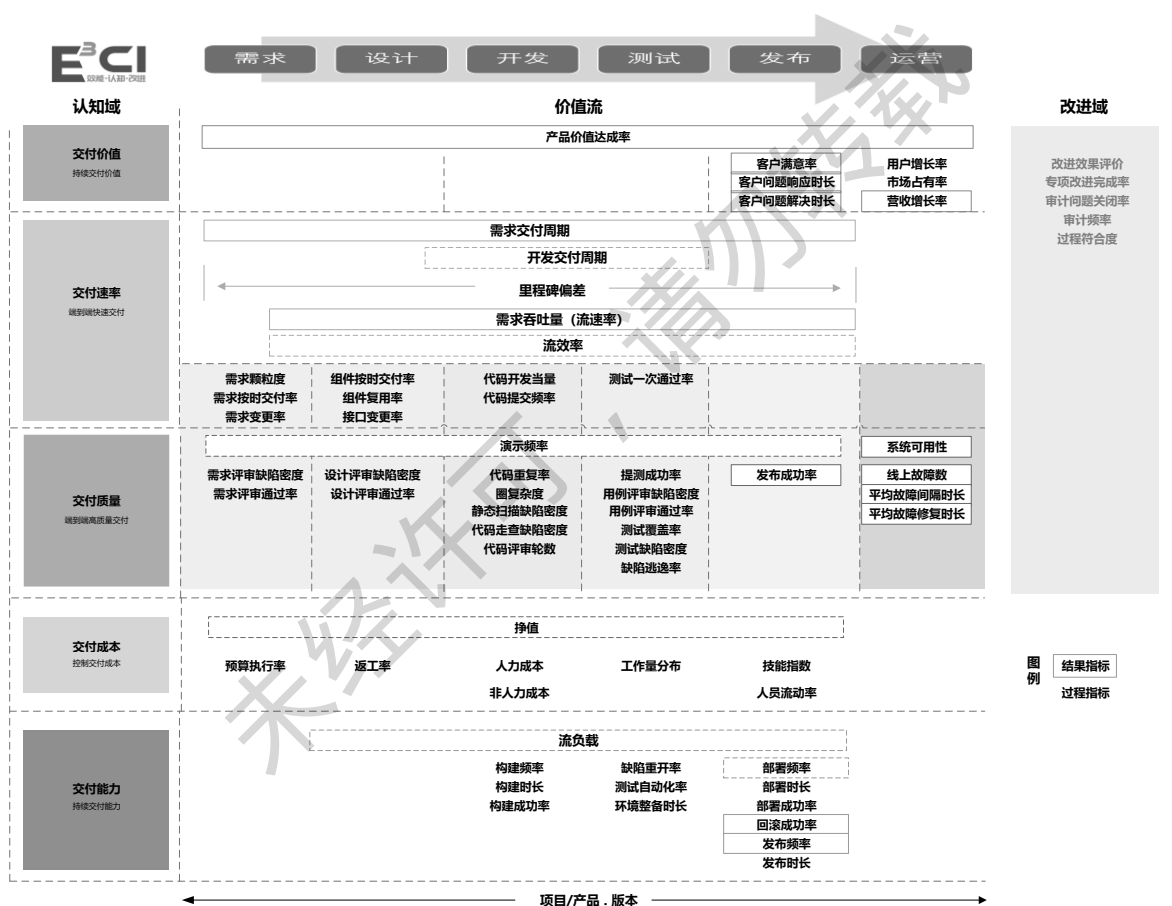 E³CI
效能-认知-改进
需求
设计
开发
测试
发布
运营
认知域
价值流
改进域
交付价值
持续交付价值
产品价值达成率
客户满意率
客户问题响应时长
客户问题解决时长
用户增长率
市场占有率
营收增长率
改进效果评价
专项改进完成率
审计问题关闭率
审计频率
过程符合度
交付速率
端到端快速交付
需求交付周期
开发交付周期
里程碑偏差
需求吞吐量（流速率）
流效率
需求颗粒度
需求按时交付率
需求变更率
组件按时交付率
组件复用率
接口变更率
代码开发当量
代码提交频率
测试一次通过率
交付质量
端到端高质量交付
演示频率
系统可用性
需求评审缺陷密度
需求评审通过率
设计评审缺陷密度
设计评审通过率
代码重复率
圈复杂度
静态扫描缺陷密度
代码走查缺陷密度
代码评审轮数
提测成功率
用例评审缺陷密度
用例评审通过率
测试覆盖率
测试缺陷密度
缺陷逃逸率
发布成功率
线上故障数
平均故障间隔时长
平均故障修复时长
交付成本
控制交付成本
挣值
预算执行率
返工率
人力成本
非人力成本
工作量分布
技能指数
人员流动率
图例
结果指标
过程指标
交付能力
持续交付能力
流负载
构建频率
构建时长
构建成功率
缺陷重开率
测试自动化率
环境整备时长
部署频率
部署时长
部署成功率
回滚成功率
发布频率
发布时长
项目/产品 . 版本
未经许可，请勿转载